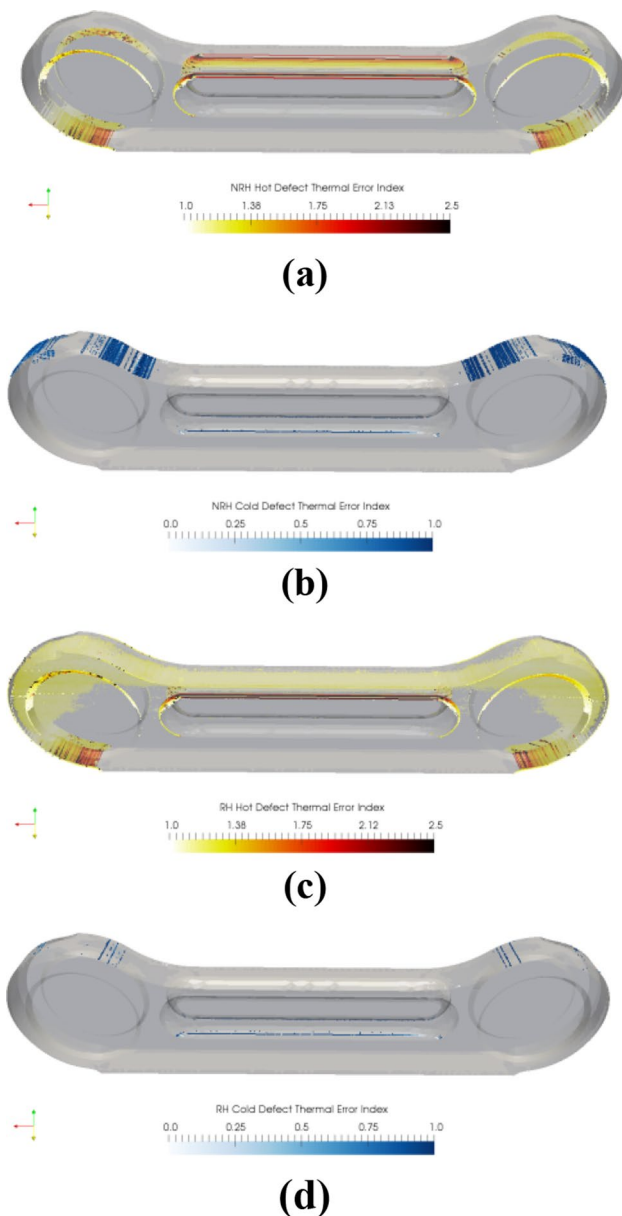 NRH Hot Defect Thermal Error Index
1.0 1.38 1.75 2.13 2.5
(a)
NRH Cold Defect Thermal Error Index
0.0 0.25 0.5 0.75 1.0
(b)
RH Hot Defect Thermal Error Index
1.0 1.38 1.75 2.12 2.5
(c)
RH Cold Defect Thermal Error Index
0.0 0.25 0.5 0.75 1.0
(d)